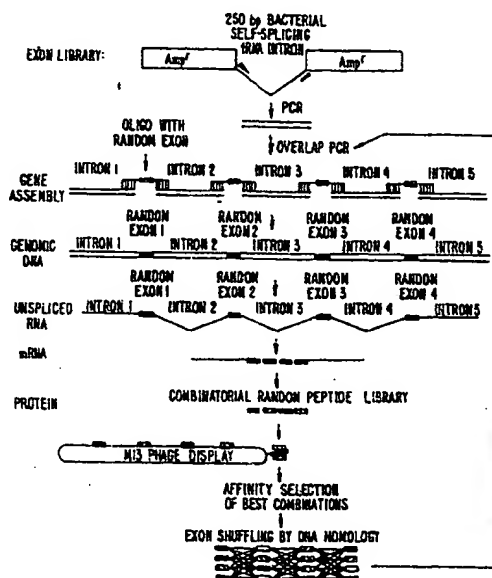 250 bp BACTERIAL
SELF-SPLICING
tRNA INTRON
EXON LIBRARY:
Ampr Ampr
PCR
OLIGO WITH
RANDOM EXON
OVERLAP PCR
INTRON 1 INTRON 2 INTRON 3 INTRON 4 INTRON 5
GENE
ASSEMBLY
RANDOM EXON 1 RANDOM EXON 2 RANDOM EXON 3 RANDOM EXON 4
GENOMIC
DNA
INTRON 1 INTRON 2 INTRON 3 INTRON 4 INTRON 5
RANDOM EXON 1 RANDOM EXON 2 RANDOM EXON 3 RANDOM EXON 4
UNSPLICED
RNA
INTRON 1 INTRON 2 INTRON 3 INTRON 4 INTRON 5
mRNA
PROTEIN
COMBINATORIAL RANDOM PEPTIDE LIBRARY
M13 PHAGE DISPLAY
AFFINITY SELECTION
OF BEST COMBINATIONS
EXON SHUFFLING BY DNA HOMOLOGY